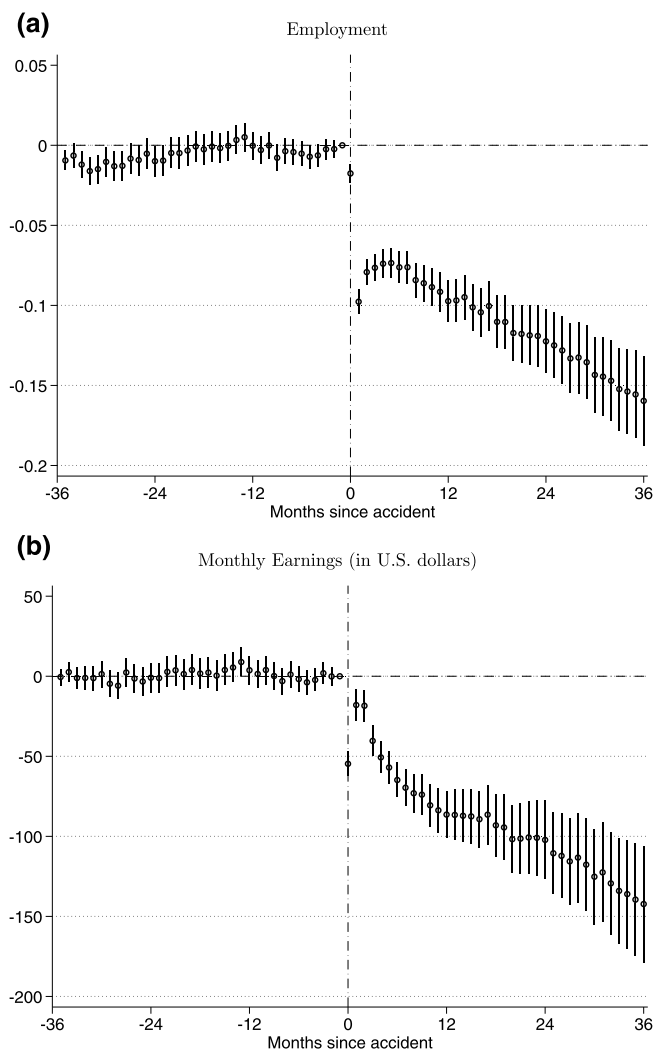 (a)
Employment
0.05
0
-0.05
-0.1
-0.15
-0.2
-36 -24 -12 0 12 24 36
Months since accident
(b)
Monthly Earnings (in U.S. dollars)
50
0
-50
-100
-150
-200
-36 -24 -12 0 12 24 36
Months since accident